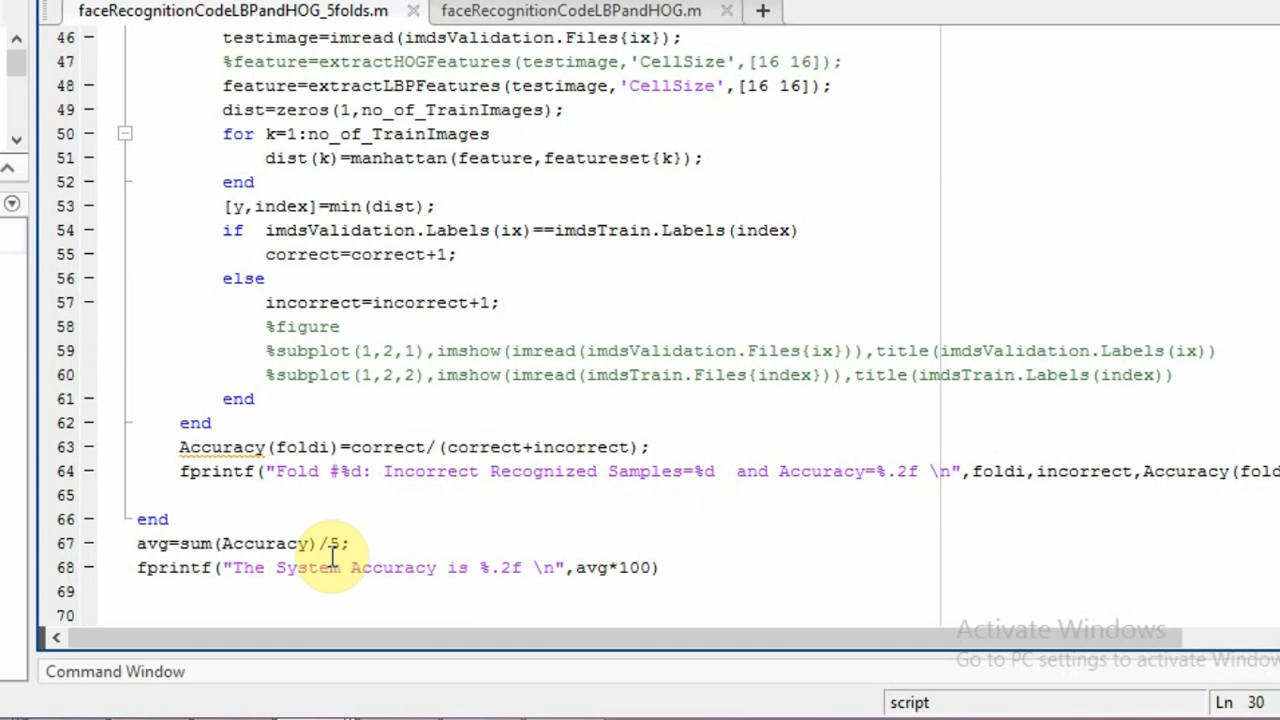 faceRecognitionCodeLBPandHOG_5folds.m × faceRecognitionCodeLBPandHOG.m × +
46 testimage=imread(imdsValidation.Files{ix});
47 %feature=extractHOGFeatures(testimage,'CellSize',[16 16]);
48 feature=extractLBPFeatures(testimage,'CellSize',[16 16]);
49 dist=zeros(1,no_of_TrainImages);
50 for k=1:no_of_TrainImages
51 dist(k)=manhattan(feature,featureset{k});
52 end
53 [y,index]=min(dist);
54 if imdsValidation.Labels(ix)==imdsTrain.Labels(index)
55 correct=correct+1;
56 else
57 incorrect=incorrect+1;
58 %figure
59 %subplot(1,2,1),imshow(imread(imdsValidation.Files{ix})),title(imdsValidation.Labels(ix))
60 %subplot(1,2,2),imshow(imread(imdsTrain.Files{index})),title(imdsTrain.Labels(index))
61 end
62 end
63 Accuracy(foldi)=correct/(correct+incorrect);
64 fprintf("Fold #%d: Incorrect Recognized Samples=%d  and Accuracy=%.2f \n",foldi,incorrect,Accuracy(fold
65
66 end
67 avg=sum(Accuracy)/5;
68 fprintf("The System Accuracy is %.2f \n",avg*100)
69
70
Activate Windows
Go to PC settings to activate Window
Command Window
script Ln 30